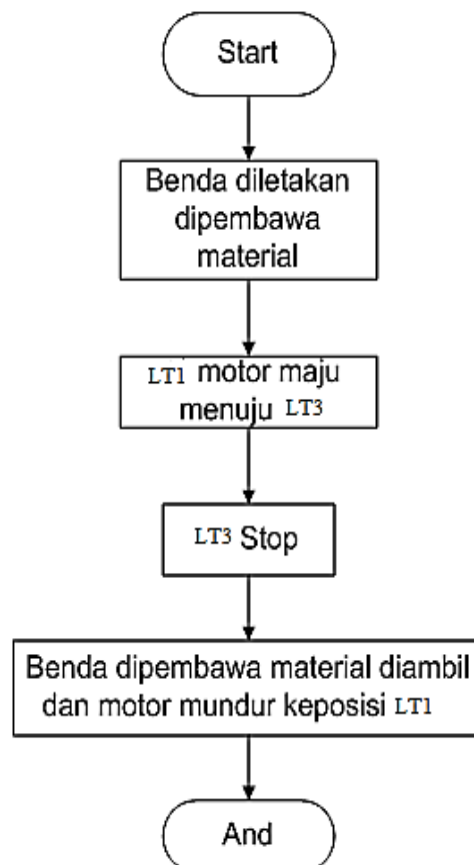 Start
Benda diletakan
dipembawa
material
LT1 motor maju
menuju LT3
LT3 Stop
Benda dipembawa material diambil
dan motor mundur keposisi LT1
And